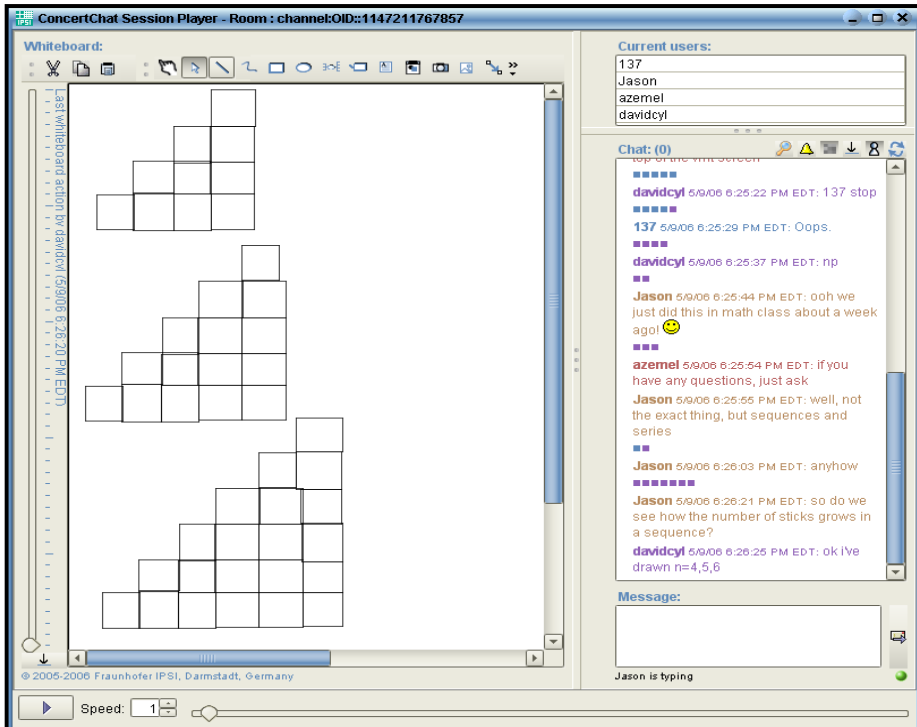 ConcertChat Session Player - Room : channel:OID::1147211767857
Whiteboard:
Last whiteboard action by davidcyl (5/9/06 6:26:20 PM EDT)
© 2005-2006 Fraunhofer IPSI, Darmstadt, Germany
Current users:
137
Jason
azemel
davidcyl
Chat: (0)
top of the vmt screen
davidcyl 5/9/06 6:25:22 PM EDT: 137 stop
137 5/9/06 6:25:29 PM EDT: Oops.
davidcyl 5/9/06 6:25:37 PM EDT: np
Jason 5/9/06 6:25:44 PM EDT: ooh we
just did this in math class about a week
ago!
azemel 5/9/06 6:25:54 PM EDT: if you
have any questions, just ask
Jason 5/9/06 6:25:55 PM EDT: well, not
the exact thing, but sequences and
series
Jason 5/9/06 6:26:03 PM EDT: anyhow
Jason 5/9/06 6:26:21 PM EDT: so do we
see how the number of sticks grows in
a sequence?
davidcyl 5/9/06 6:26:25 PM EDT: ok i've
drawn n=4,5,6
Message:
Jason is typing
Speed: 1